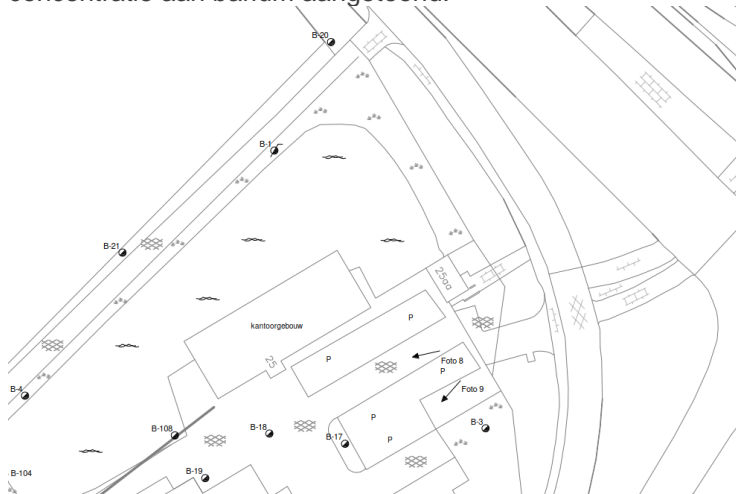 concentratie aan barium aangetoond.
B-20
B-1
B-21
25aa
kantoorgebouw
P
P
Foto 8
25
P
B-4
Foto 9
P
B-3
B-108
B-18
B-17
P
B-104
B-19